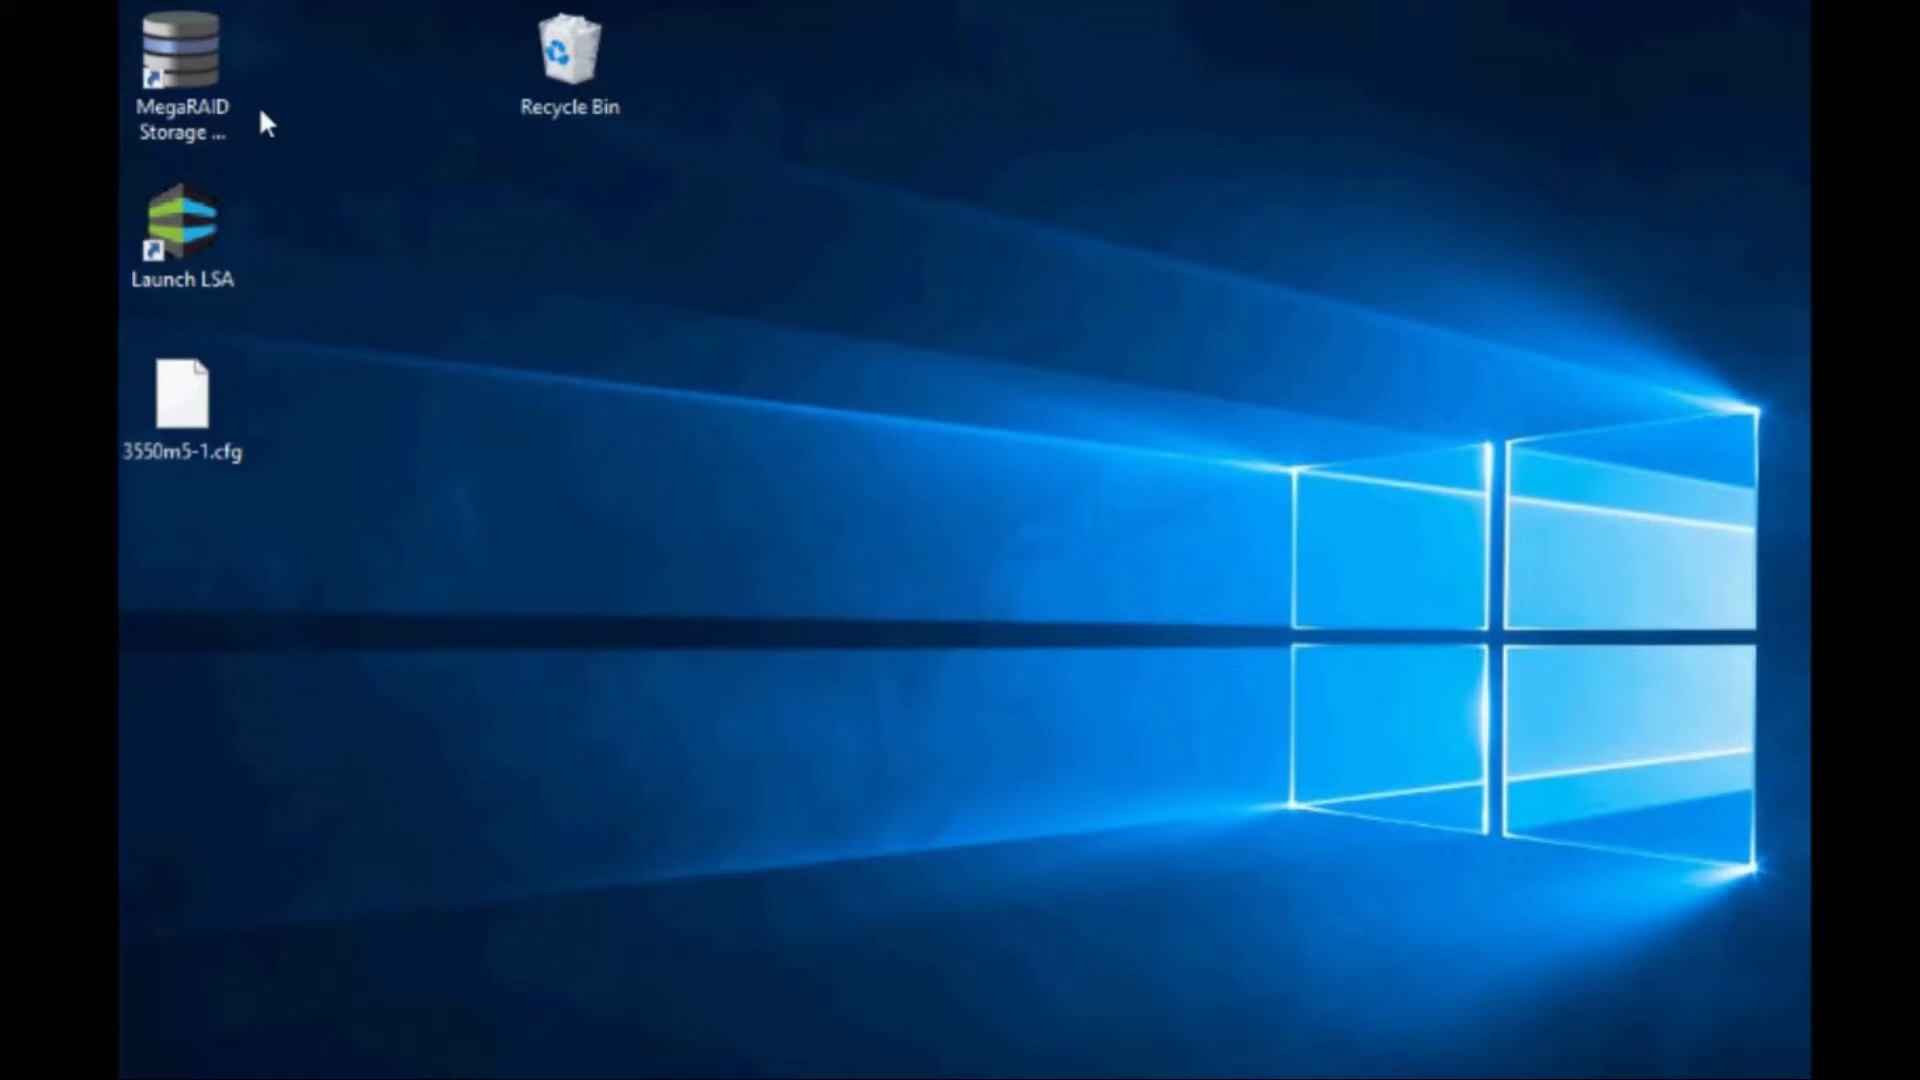 MegaRAID
Storage ...
Recycle Bin
Launch LSA
3550m5-1.cfg